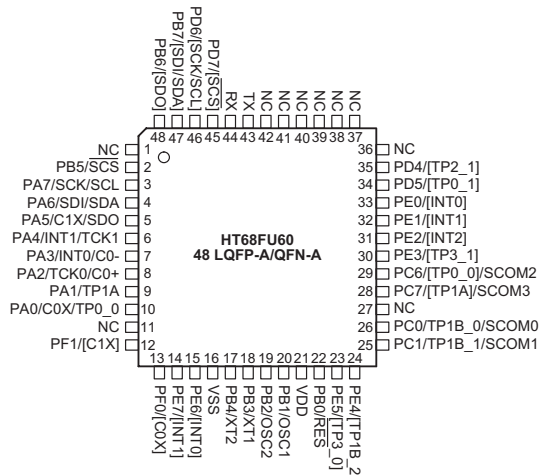 PB6/[SDO]
PB7/[SDI/SDA]
PD6/[SCK/SCL]
PD7/[SCS]
RX
TX
NC
NC
NC
NC
NC
NC
48 47 46 45 44 43 42 41 40 39 38 37
NC 1
PB5/SCS 2
PA7/SCK/SCL 3
PA6/SDI/SDA 4
PA5/C1X/SDO 5
PA4/INT1/TCK1 6
PA3/INT0/C0- 7
PA2/TCK0/C0+ 8
PA1/TP1A 9
PA0/C0X/TP0_0 10
NC 11
PF1/[C1X] 12
HT68FU60
48 LQFP-A/QFN-A
36 NC
35 PD4/[TP2_1]
34 PD5/[TP0_1]
33 PE0/[INT0]
32 PE1/[INT1]
31 PE2/[INT2]
30 PE3/[TP3_1]
29 PC6/[TP0_0]/SCOM2
28 PC7/[TP1A]/SCOM3
27 NC
26 PC0/TP1B_0/SCOM0
25 PC1/TP1B_1/SCOM1
13 14 15 16 17 18 19 20 21 22 23 24
PF0/[C0X]
PE7/[INT1]
PE6/[INT0]
VSS
PB4/XT2
PB3/XT1
PB2/OSC2
PB1/OSC1
VDD
PB0/RES
PE5/[TP3_0]
PE4/[TP1B_2